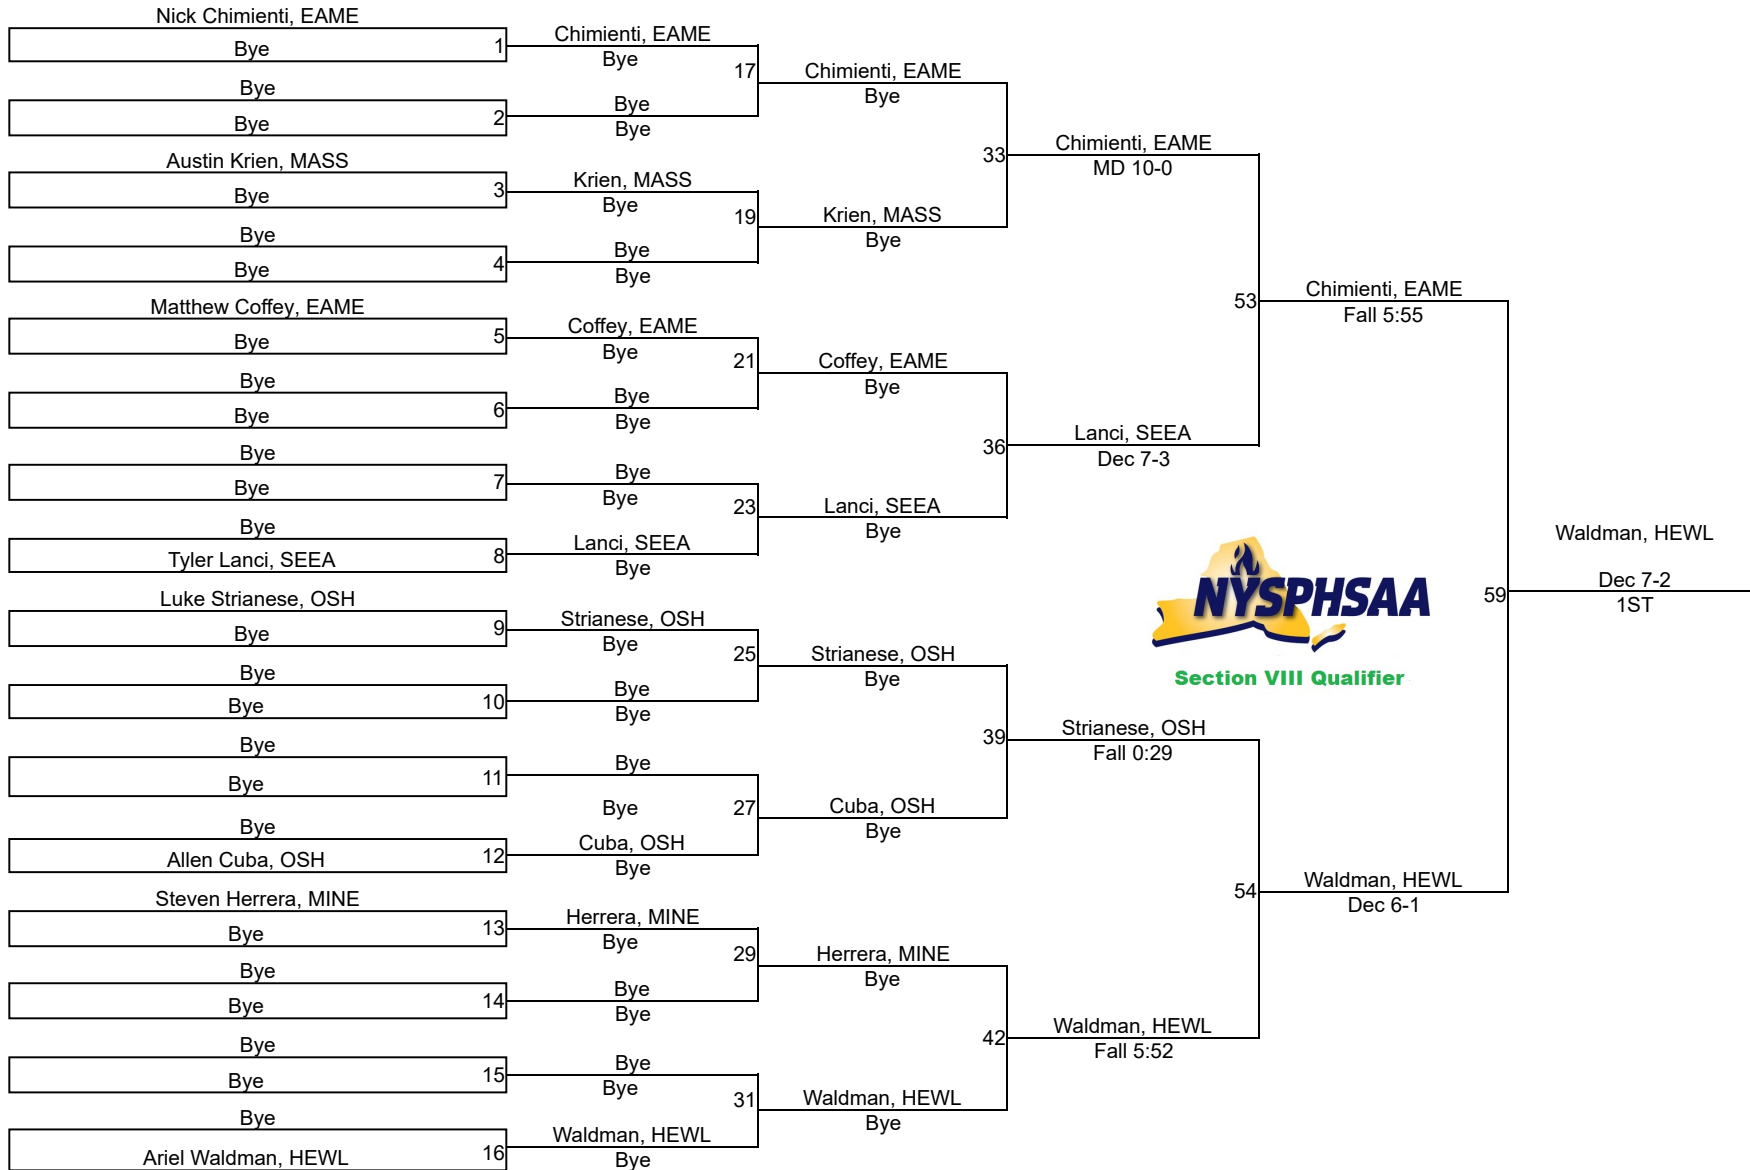 Nick Chimienti, EAME
Bye
1
Bye
Bye
2
Austin Krien, MASS
Bye
3
Bye
Bye
4
Matthew Coffey, EAME
Bye
5
Bye
Bye
6
Bye
Bye
7
Bye
Tyler Lanci, SEEA
8
Luke Strianese, OSH
Bye
9
Bye
Bye
10
Bye
Bye
11
Bye
Allen Cuba, OSH
12
Steven Herrera, MINE
Bye
13
Bye
Bye
14
Bye
Bye
15
Bye
Ariel Waldman, HEWL
16
Chimienti, EAME
Bye
17
Bye
Bye
Krien, MASS
Bye
19
Bye
Bye
Coffey, EAME
Bye
21
Bye
Bye
Bye
Bye
23
Lanci, SEEA
Bye
Strianese, OSH
Bye
25
Bye
Bye
Bye
Bye
27
Cuba, OSH
Bye
Herrera, MINE
Bye
29
Bye
Bye
Bye
Bye
31
Waldman, HEWL
Bye
Chimienti, EAME
Bye
33
Krien, MASS
Bye
Coffey, EAME
Bye
36
Lanci, SEEA
Bye
Strianese, OSH
Bye
39
Cuba, OSH
Bye
Herrera, MINE
Bye
42
Waldman, HEWL
Bye
Chimienti, EAME
MD 10-0
53
Lanci, SEEA
Dec 7-3
Strianese, OSH
Fall 0:29
54
Waldman, HEWL
Fall 5:52
Chimienti, EAME
Fall 5:55
59
Waldman, HEWL
Dec 6-1
NYSPHSAA
Section VIII Qualifier
Waldman, HEWL
Dec 7-2
1ST